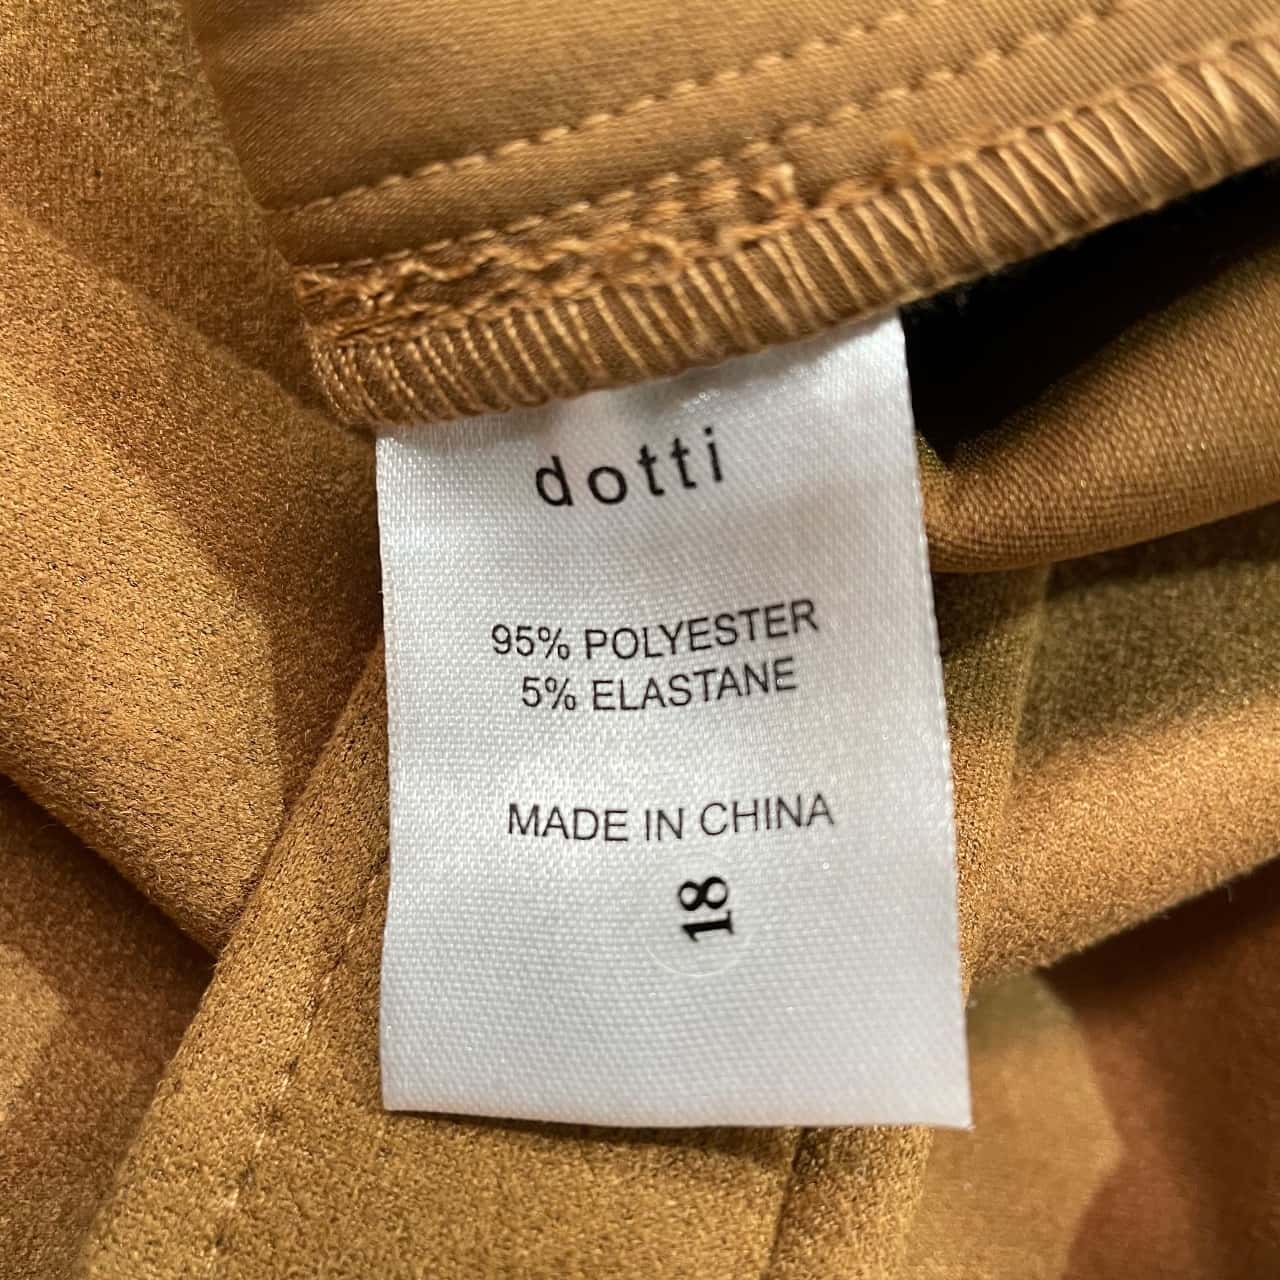 dotti
95% POLYESTER
5% ELASTANE
MADE IN CHINA
18